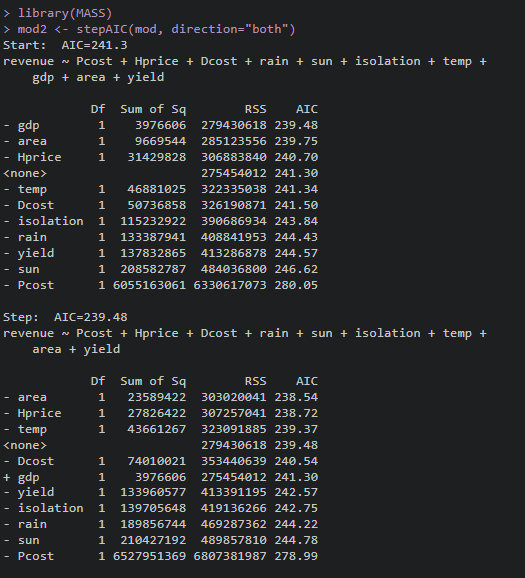 > library(MASS)
> mod2 <- stepAIC(mod, direction="both")
Start:  AIC=241.3
revenue ~ Pcost + Hprice + Dcost + rain + sun + isolation + temp +
    gdp + area + yield

            Df  Sum of Sq        RSS    AIC
- gdp        1    3976606  279430618 239.48
- area       1    9669544  285123556 239.75
- Hprice     1   31429828  306883840 240.70
<none>                     275454012 241.30
- temp       1   46881025  322335038 241.34
- Dcost      1   50736858  326190871 241.50
- isolation  1  115232922  390686934 243.84
- rain       1  133387941  408841953 244.43
- yield      1  137832865  413286878 244.57
- sun        1  208582787  484036800 246.62
- Pcost      1 6055163061 6330617073 280.05

Step:  AIC=239.48
revenue ~ Pcost + Hprice + Dcost + rain + sun + isolation + temp +
    area + yield

            Df  Sum of Sq        RSS    AIC
- area       1   23589422  303020041 238.54
- Hprice     1   27826422  307257041 238.72
- temp       1   43661267  323091885 239.37
<none>                     279430618 239.48
- Dcost      1   74010021  353440639 240.54
+ gdp        1    3976606  275454012 241.30
- yield      1  133960577  413391195 242.57
- isolation  1  139705648  419136266 242.75
- rain       1  189856744  469287362 244.22
- sun        1  210427192  489857810 244.78
- Pcost      1 6527951369 6807381987 278.99